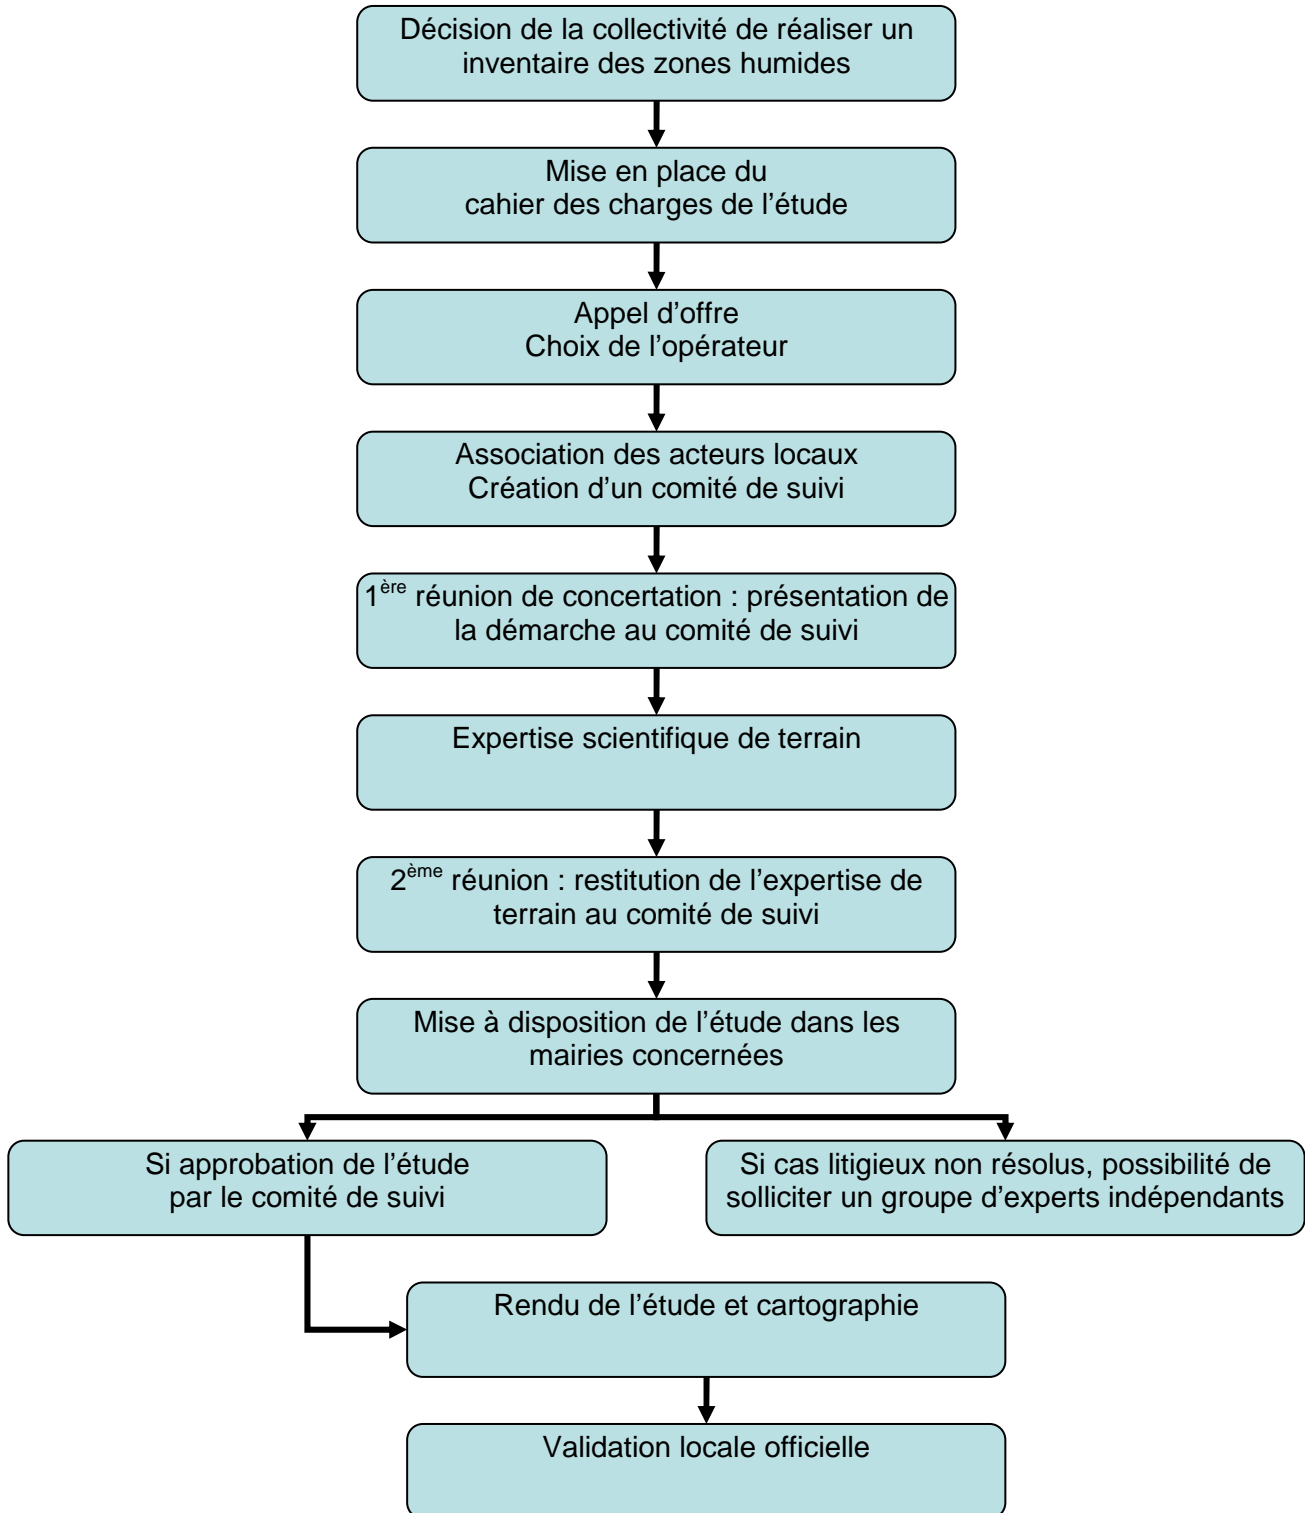 Décision de la collectivité de réaliser un
inventaire des zones humides
Mise en place du
cahier des charges de l’étude
Appel d’offre
Choix de l’opérateur
Association des acteurs locaux
Création d’un comité de suivi
1ère réunion de concertation : présentation de
la démarche au comité de suivi
Expertise scientifique de terrain
2ème réunion : restitution de l’expertise de
terrain au comité de suivi
Mise à disposition de l’étude dans les
mairies concernées
Si approbation de l’étude
par le comité de suivi
Si cas litigieux non résolus, possibilité de
solliciter un groupe d’experts indépendants
Rendu de l’étude et cartographie
Validation locale officielle